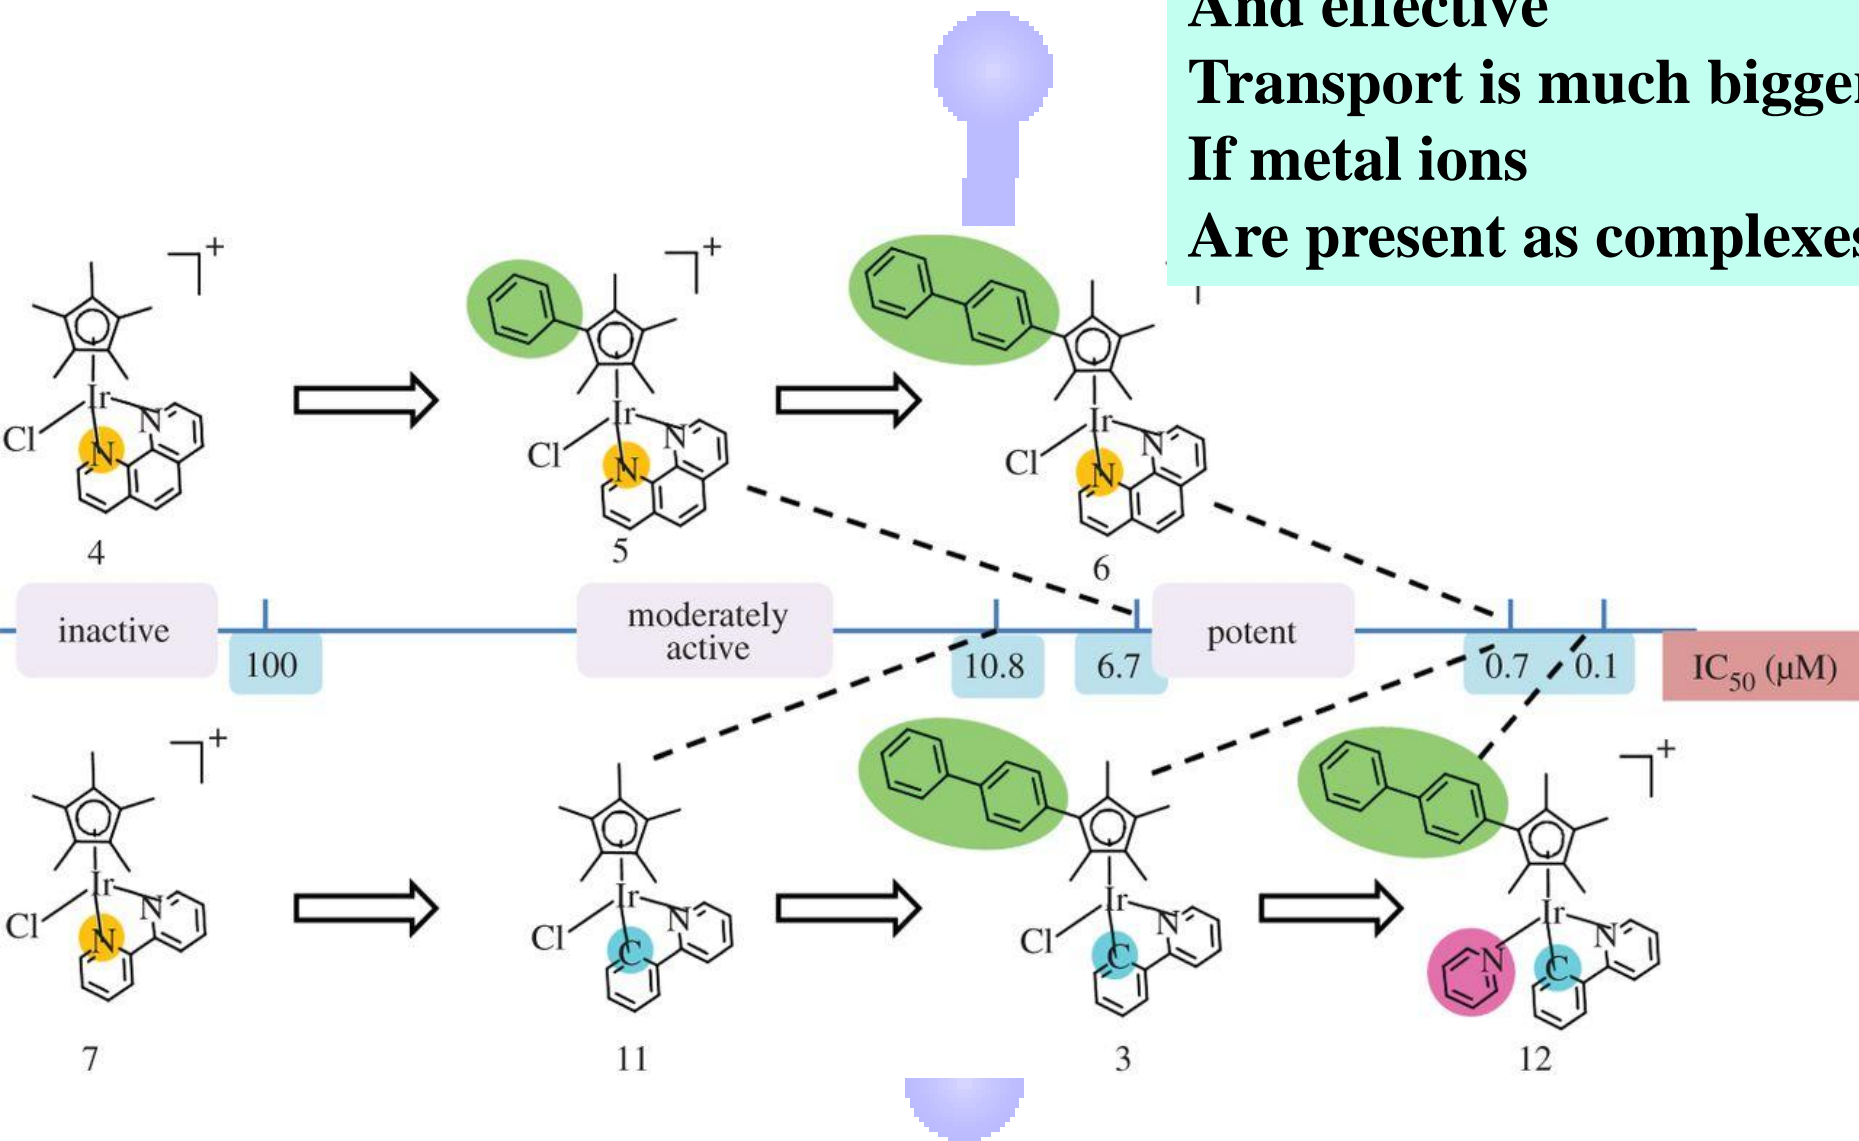 And effective
Transport is much bigger
If metal ions
Are present as complexes
+
+
Ir
N
Cl
N
4
Ir
N
Cl
N
5
Ir
N
Cl
N
6
inactive
moderately
active
potent
100
10.8
6.7
0.7
0.1
IC50 (μM)
+
+
Ir
N
Cl
N
7
Ir
N
Cl
C
11
Ir
N
Cl
C
3
Ir
N
N
C
12